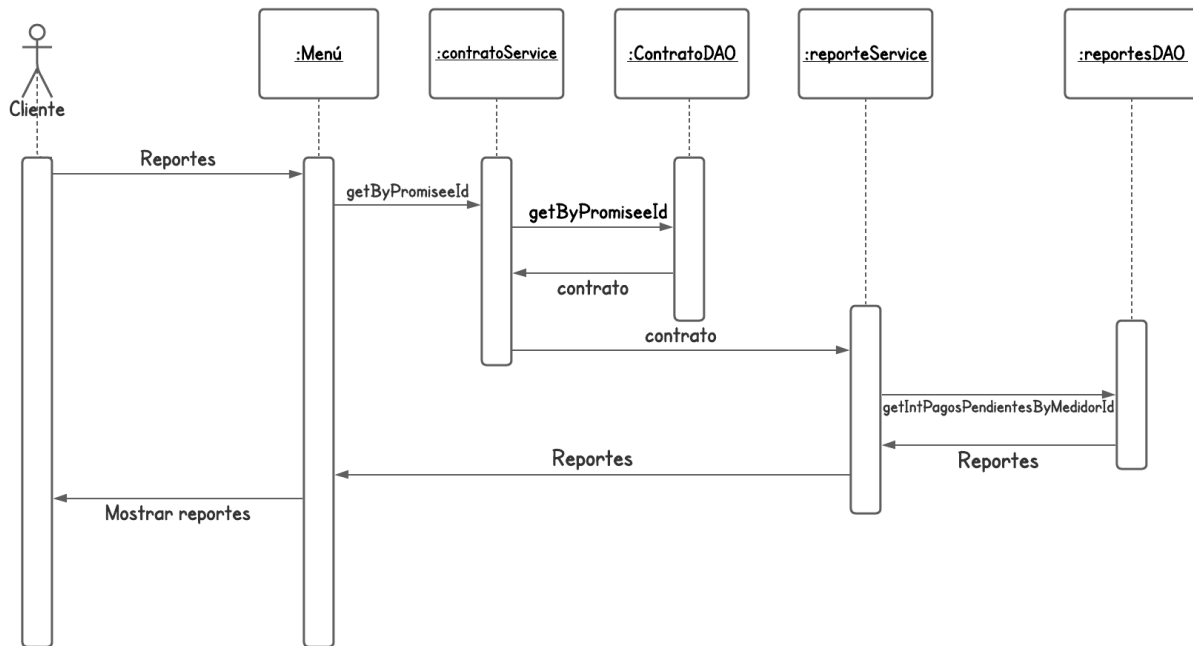 :Menú
:contratoService
:ContratoDAO
:reporteService
:reportesDAO
Cliente
Reportes
getByPromiseeId
getByPromiseeId
contrato
contrato
getIntPagosPendientesByMedidorId
Reportes
Reportes
Mostrar reportes